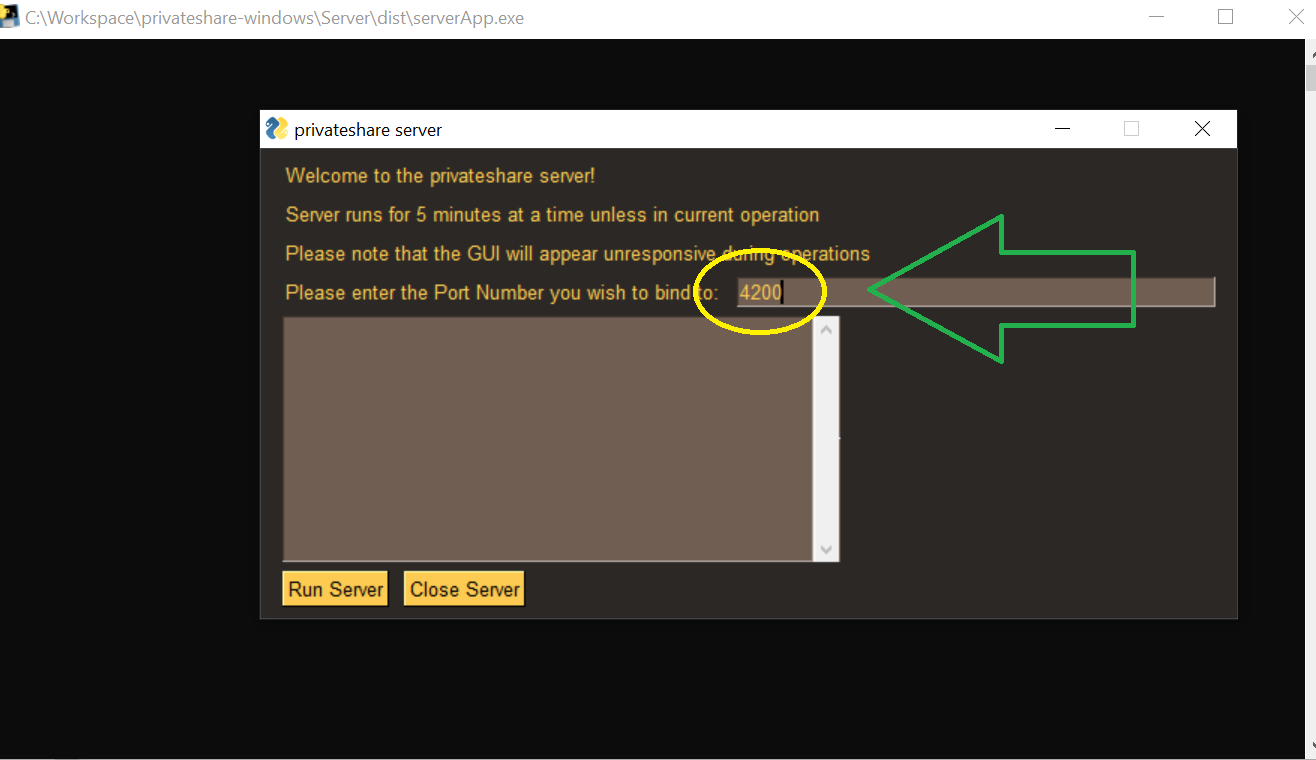 C:\Workspace\privateshare-windows\Server\dist\serverApp.exe
privateshare server
Welcome to the privateshare server!
Server runs for 5 minutes at a time unless in current operation
Please note that the GUI will appear unresponsive during operations
Please enter the Port Number you wish to bind to: 4200
Run Server Close Server